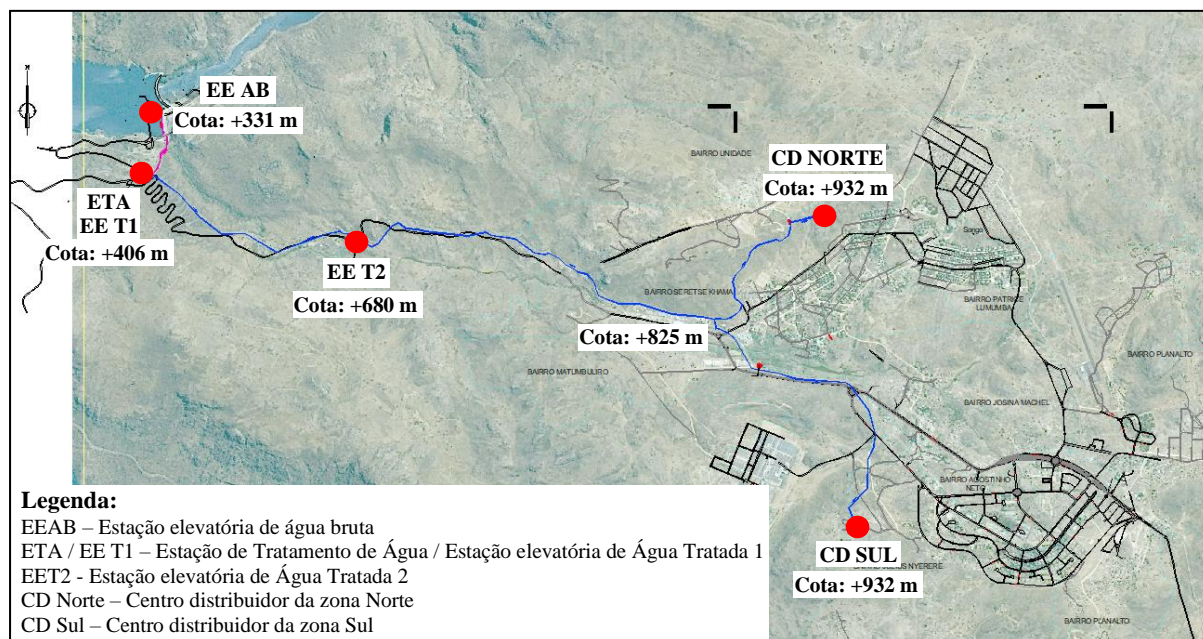 EE AB
Cota: +331 m
BAIRRO UNIDADE
CD NORTE
Cota: +932 m
ETA
EE T1
Cota: +406 m
Songo
EE T2
Cota: +680 m
BAIRRO SERETSE KHAMA
BAIRRO PATRICE
LUMUMBA
Cota: +825 m
BAIRRO PLANALTO
BAIRRO MATUMBULIRO
BAIRRO JOSINA MACHEL
BAIRRO AGOSTINHO
NETO
Legenda:
EEAB – Estação elevatória de água bruta
ETA / EE T1 – Estação de Tratamento de Água / Estação elevatória de Água Tratada 1
EET2 - Estação elevatória de Água Tratada 2
CD Norte – Centro distribuidor da zona Norte
CD Sul – Centro distribuidor da zona Sul
CD SUL
NYERERE
Cota: +932 m
BAIRRO PLANALTO